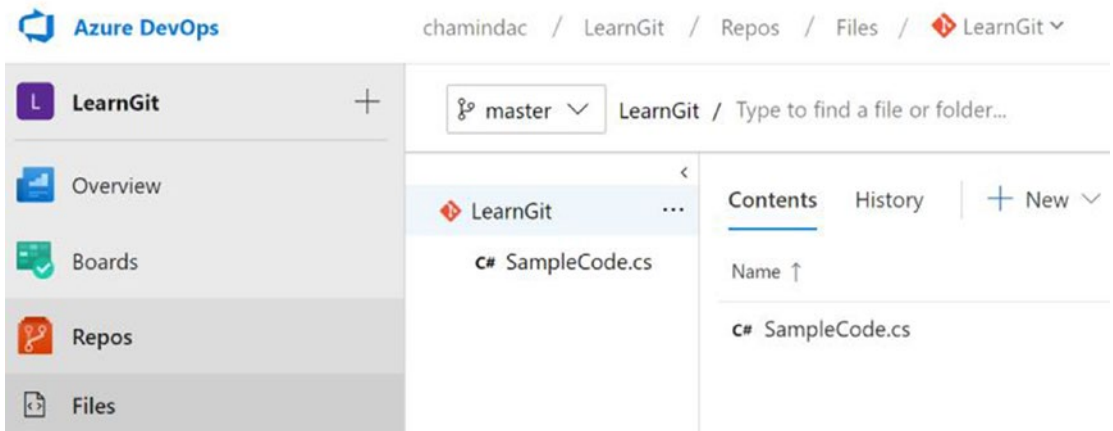 Azure DevOps
chamindac / LearnGit / Repos / Files / LearnGit
L LearnGit
master LearnGit / Type to find a file or folder...
Overview
Boards
Repos
Files
LearnGit ...
C# SampleCode.cs
Contents History + New
Name ↑
C# SampleCode.cs